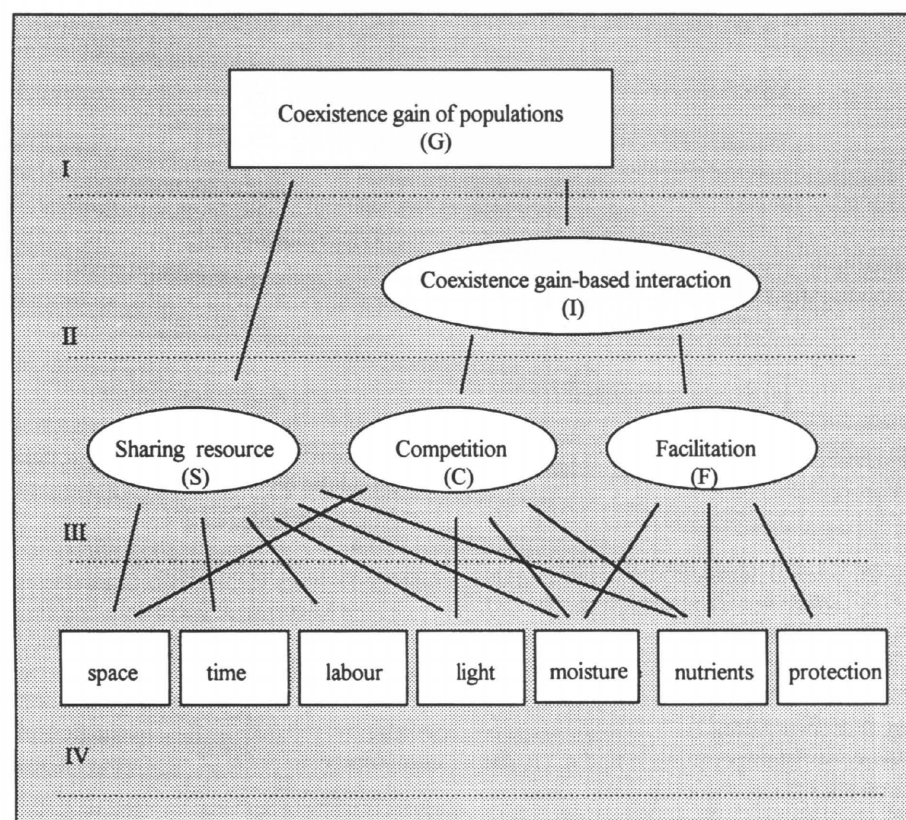 Coexistence gain of populations
(G)
I
Coexistence gain-based interaction
(I)
II
Sharing resource
(S)
Competition
(C)
Facilitation
(F)
III
space
time
labour
light
moisture
nutrients
protection
IV